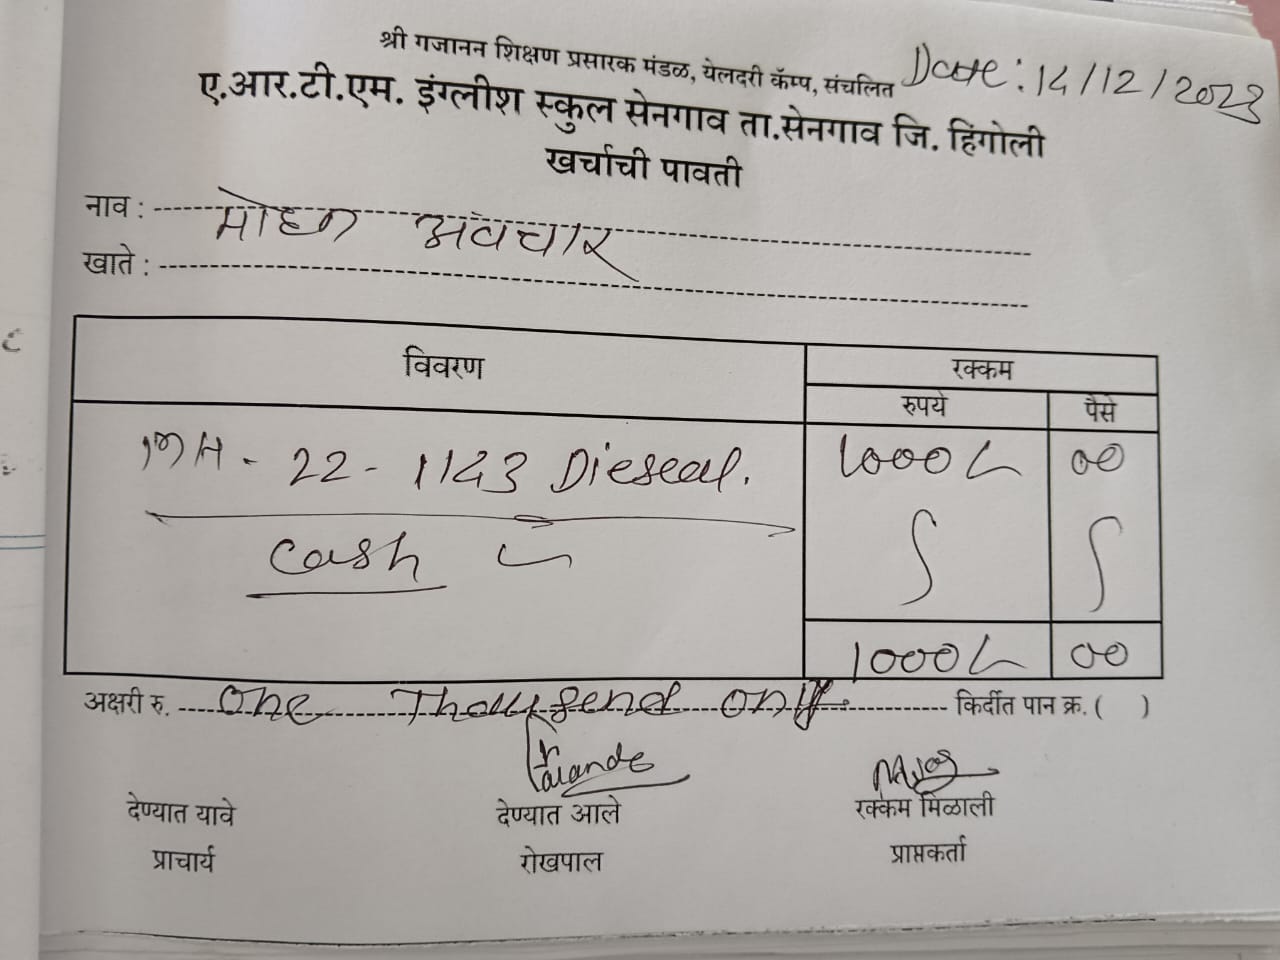 श्री गजानन शिक्षण प्रसारक मंडळ, येलदरी कॅम्प, संचलित
Date : 14/12/2023
ए.आर.टी.एम. इंग्लीश स्कुल सेनगाव ता.सेनगाव जि. हिंगोली
खर्चाची पावती
नाव : मोहन अवचार
खाते :
विवरण रक्कम
रुपये पैसे
MH - 22 - 1143 Dieseal. 1000 00
Cash
1000 00
अक्षरी रु. One Thousend only. किर्दीत पान क्र. ( )
देण्यात यावे देण्यात आले रक्कम मिळाली
प्राचार्य रोखपाल प्राप्तकर्ता